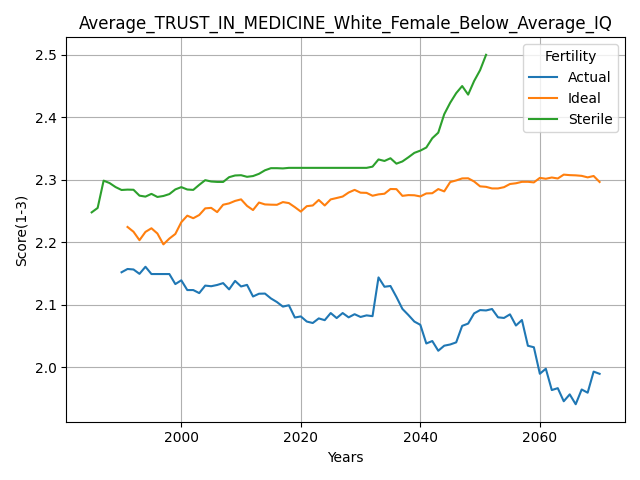 Average_TRUST_IN_MEDICINE_White_Female_Below_Average_IQ
Score(1-3)
2.5
2.4
2.3
2.2
2.1
2.0
Fertility
Actual
Ideal
Sterile
2000
2020
2040
2060
Years